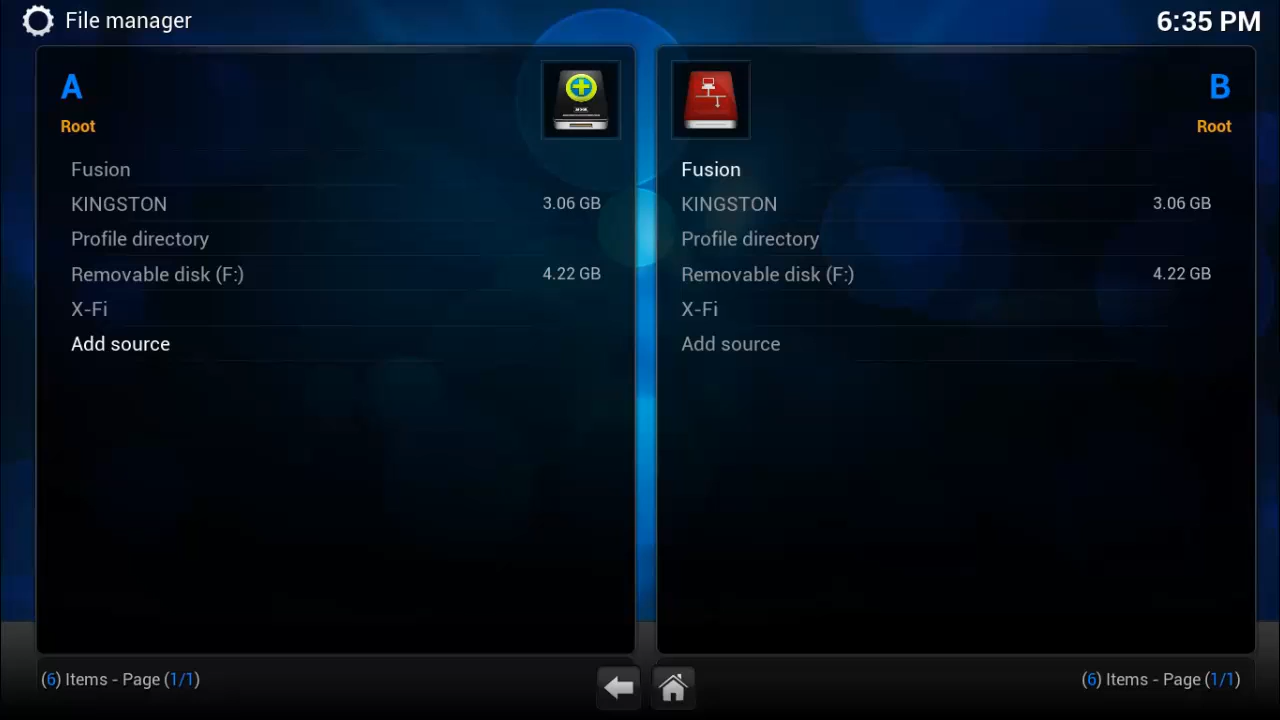 File manager
6:35 PM
A
Root
Fusion
KINGSTON 3.06 GB
Profile directory
Removable disk (F:) 4.22 GB
X-Fi
Add source
(6) Items - Page (1/1)
B
Root
Fusion
KINGSTON 3.06 GB
Profile directory
Removable disk (F:) 4.22 GB
X-Fi
Add source
(6) Items - Page (1/1)